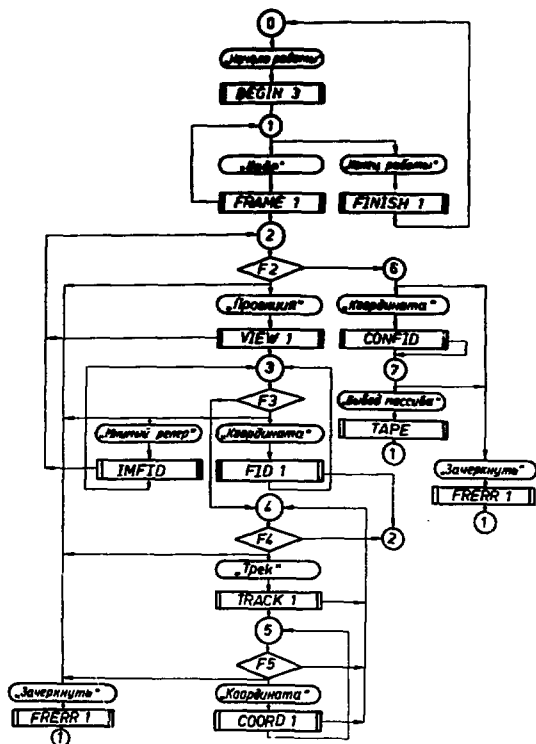 0
„Начало работы"
BEGIN 3
1
„Кадр" „Конец работы"
FRAME 1 FINISH 1
2
F2 6
„Проекция" „Координата"
VIEW 1 CONFID
3 7
F3 „Вывод массива"
„Мнимый репер" „Координата" TAPE
IMFID FID 1 1
„Зачеркнуть"
4 FRERR 1
F4 2 1
„Трек"
TRACK 1
5
F5
„Зачеркнуть" „Координата"
FRERR 1 COORD 1
1